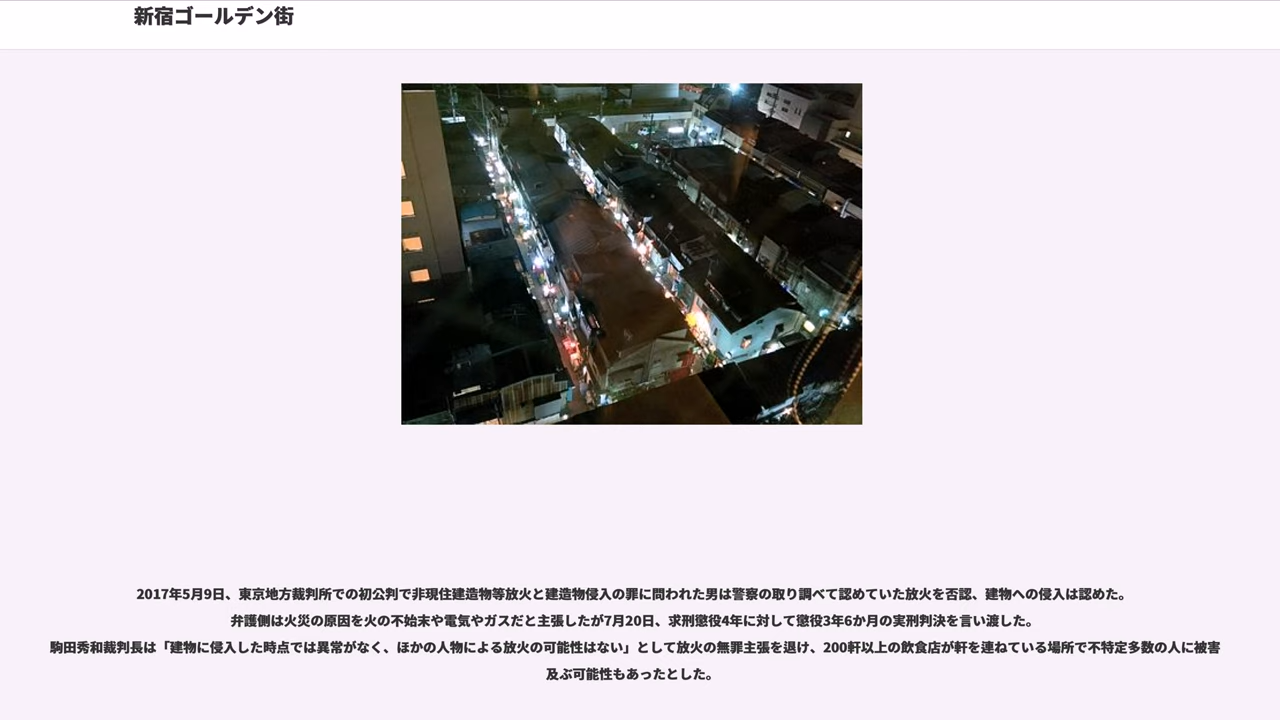 新宿ゴールデン街
2017年5月9日、東京地方裁判所での初公判で非現住建造物等放火と建造物侵入の罪に問われた男は警察の取り調べて認めていた放火を否認、建物への侵入は認めた。
弁護側は火災の原因を火の不始末や電気やガスだと主張したが7月20日、求刑懲役4年に対して懲役3年6か月の実刑判決を言い渡した。
駒田秀和裁判長は「建物に侵入した時点では異常がなく、ほかの人物による放火の可能性はない」として放火の無罪主張を退け、200軒以上の飲食店が軒を連ねている場所で不特定多数の人に被害
及ぶ可能性もあったとした。